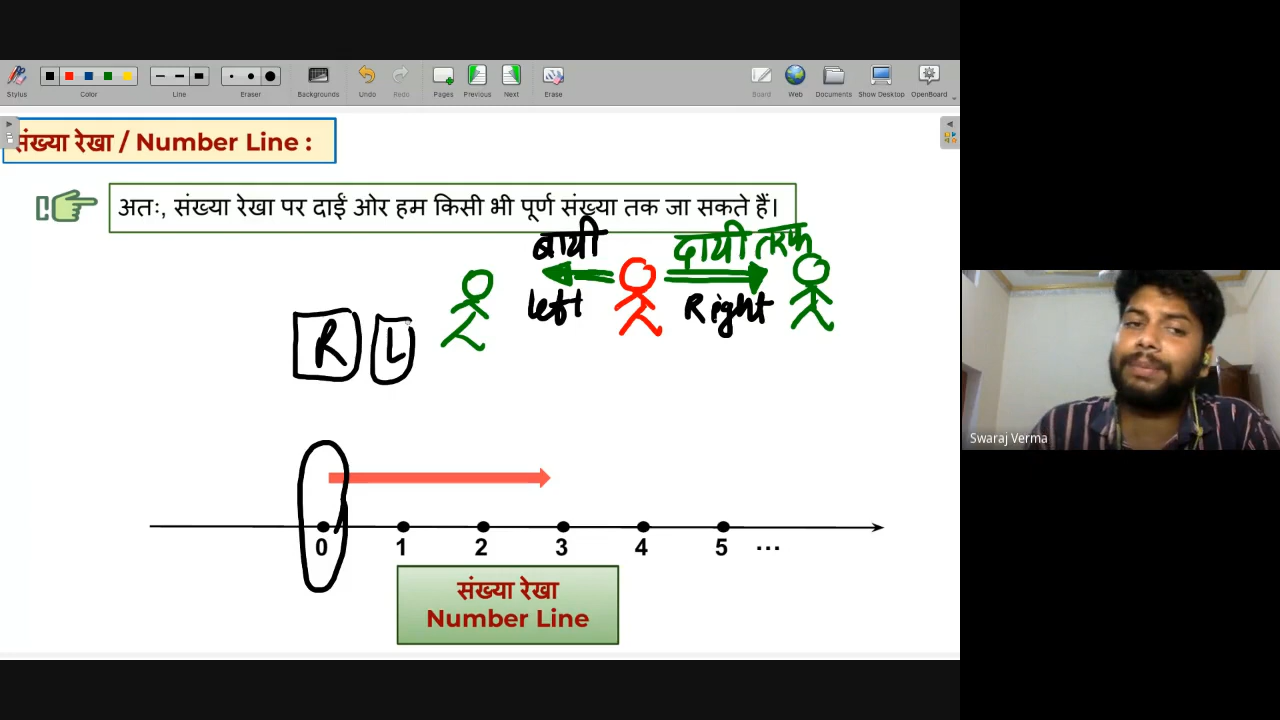 Stylus
Color
Line
Eraser
Backgrounds
Undo
Redo
Pages
Previous
Next
Erase
Board
Web
Documents
Show Desktop
OpenBoard
संख्या रेखा / Number Line :
अतः, संख्या रेखा पर दाईं ओर हम किसी भी पूर्ण संख्या तक जा सकते हैं।
बायी
दायी तरफ
left
Right
R
L
Swaraj Verma
0 1 2 3 4 5 ...
संख्या रेखा
Number Line